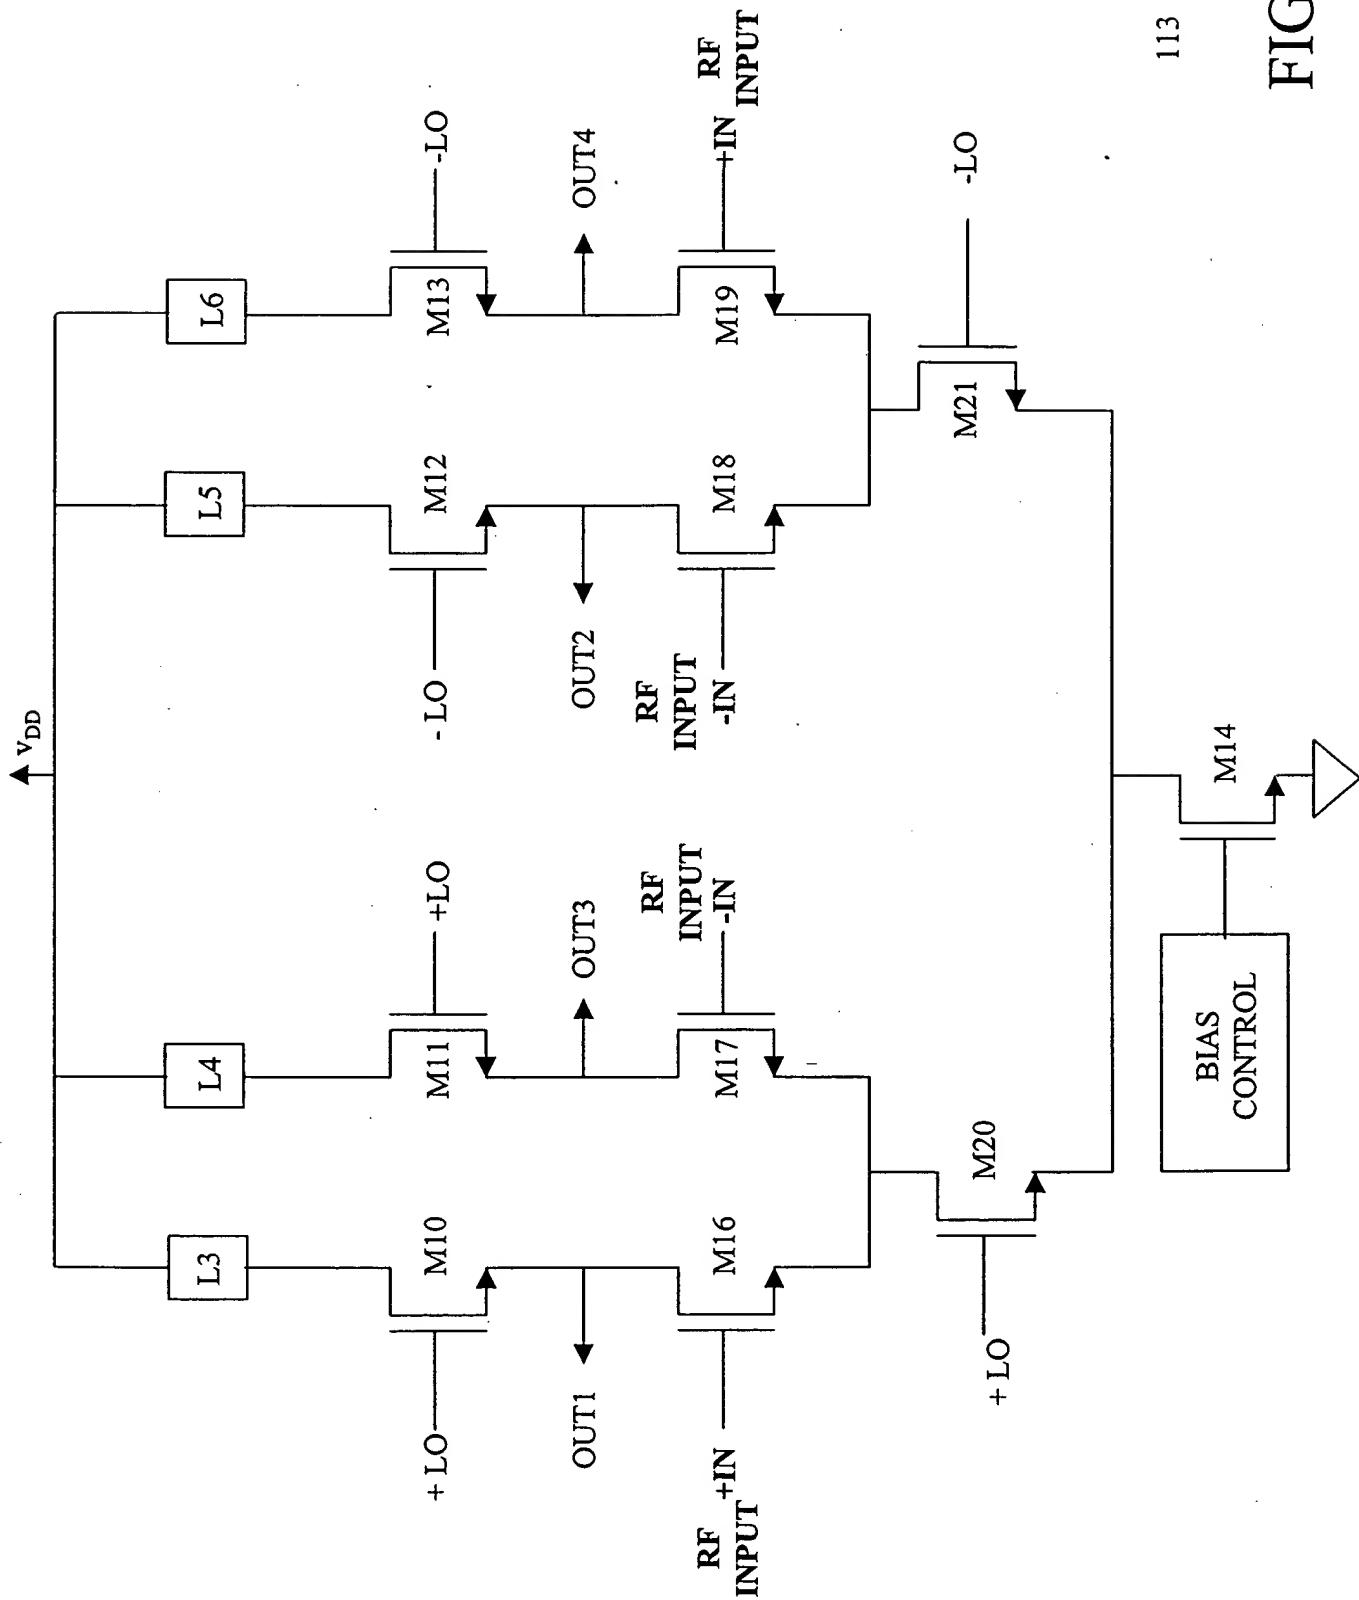 vDD
L3
L4
L5
L6
+ LO
M10
M11
+LO
- LO
M12
M13
-LO
OUT1
OUT3
OUT2
OUT4
RF
INPUT
+IN
M16
M17
RF
INPUT
-IN
RF
INPUT
-IN
M18
M19
+IN
RF
INPUT
+ LO
M20
M21
-LO
BIAS
CONTROL
M14
113
FIG